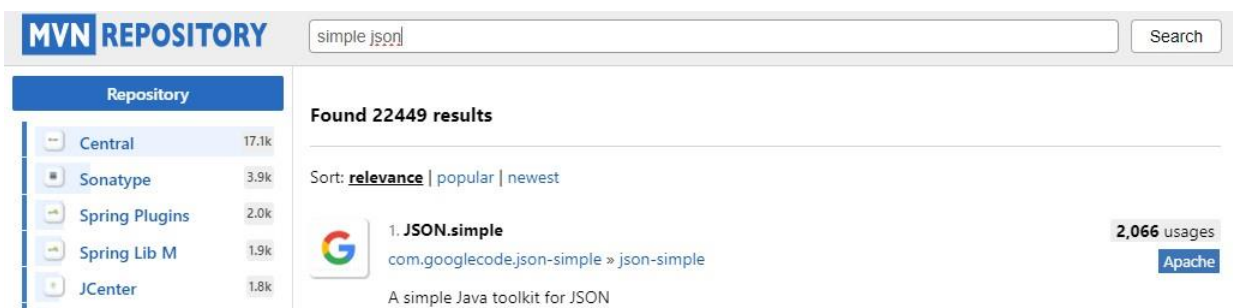 MVN REPOSITORY
simple json
Search
Repository
Central 17.1k
Sonatype 3.9k
Spring Plugins 2.0k
Spring Lib M 1.9k
JCenter 1.8k
Found 22449 results
Sort: relevance | popular | newest
1. JSON.simple
2,066 usages
com.googlecode.json-simple » json-simple
Apache
A simple Java toolkit for JSON